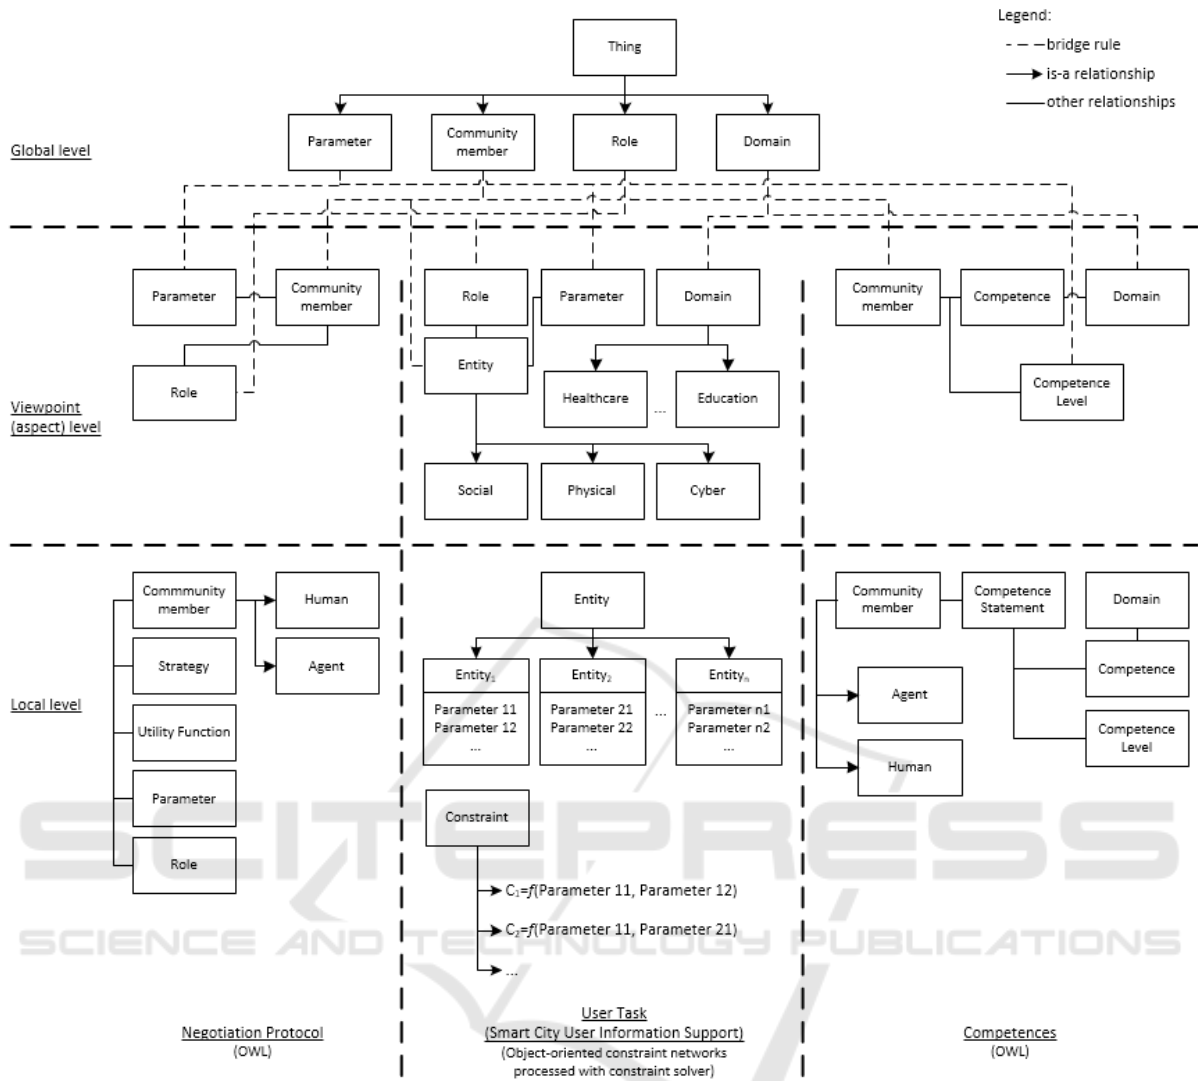 Legend:
bridge rule
is-a relationship
other relationships
Thing
Global level
Parameter
Community
member
Role
Domain
Viewpoint
(aspect) level
Parameter
Community
member
Role
Role
Parameter
Domain
Entity
Healthcare
...
Education
Social
Physical
Cyber
Community
member
Competence
Domain
Competence
Level
Local level
Commmunity
member
Human
Strategy
Agent
Utility Function
Parameter
Role
Entity
Entity₁
Parameter 11
Parameter 12
...
Entity₂
Parameter 21
Parameter 22
...
...
Entityₙ
Parameter n1
Parameter n2
...
Constraint
C₁=f(Parameter 11, Parameter 12)
C₂=f(Parameter 11, Parameter 21)
...
Community
member
Competence
Statement
Domain
Agent
Competence
Human
Competence
Level
SCITEPRESS
SCIENCE AND TECHNOLOGY PUBLICATIONS
Negotiation Protocol
(OWL)
User Task
(Smart City User Information Support)
(Object-oriented constraint networks
processed with constraint solver)
Competences
(OWL)